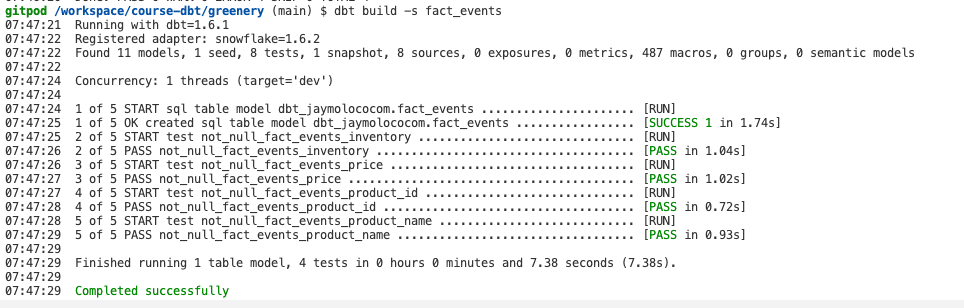 gitpod /workspace/course-dbt/greenery (main) $ dbt build -s fact_events
07:47:21  Running with dbt=1.6.1
07:47:22  Registered adapter: snowflake=1.6.2
07:47:22  Found 11 models, 1 seed, 8 tests, 1 snapshot, 8 sources, 0 exposures, 0 metrics, 487 macros, 0 groups, 0 semantic models
07:47:22
07:47:24  Concurrency: 1 threads (target='dev')
07:47:24
07:47:24  1 of 5 START sql table model dbt_jaymolococom.fact_events ...................... [RUN]
07:47:25  1 of 5 OK created sql table model dbt_jaymolococom.fact_events ................. [SUCCESS 1 in 1.74s]
07:47:25  2 of 5 START test not_null_fact_events_inventory ............................... [RUN]
07:47:26  2 of 5 PASS not_null_fact_events_inventory ..................................... [PASS in 1.04s]
07:47:26  3 of 5 START test not_null_fact_events_price ................................... [RUN]
07:47:27  3 of 5 PASS not_null_fact_events_price ......................................... [PASS in 1.02s]
07:47:27  4 of 5 START test not_null_fact_events_product_id .............................. [RUN]
07:47:28  4 of 5 PASS not_null_fact_events_product_id .................................... [PASS in 0.72s]
07:47:28  5 of 5 START test not_null_fact_events_product_name ............................ [RUN]
07:47:29  5 of 5 PASS not_null_fact_events_product_name .................................. [PASS in 0.93s]
07:47:29
07:47:29  Finished running 1 table model, 4 tests in 0 hours 0 minutes and 7.38 seconds (7.38s).
07:47:29
07:47:29  Completed successfully